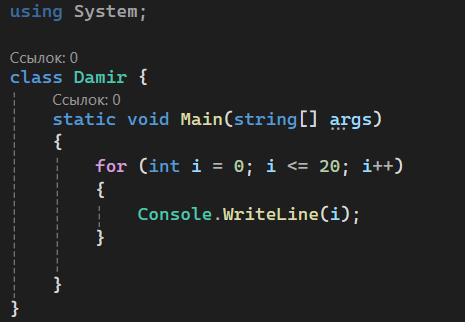 using System;
Ссылок: 0
class Damir {
Ссылок: 0
static void Main(string[] args)
{
for (int i = 0; i <= 20; i++)
{
Console.WriteLine(i);
}
}
}